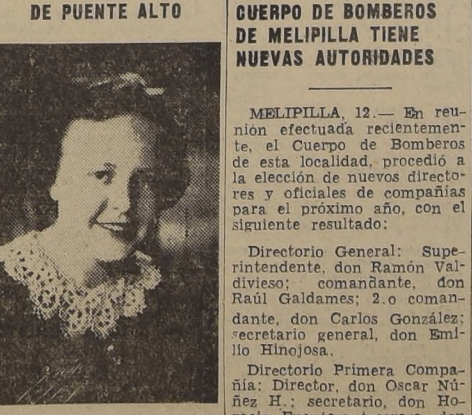 DE PUENTE ALTO
CUERPO DE BOMBEROS
DE MELIPILLA TIENE
NUEVAS AUTORIDADES
MELIPILLA, 12.— En reu-
nión efectuada recientemen-
te, el Cuerpo de Bomberos
de esta localidad, procedió a
la elección de nuevos directo-
res y oficiales de compañías
para el próximo año, con el
siguiente resultado:
Directorio General: Supe-
rintendente, don Ramón Val-
divieso; comandante, don
Raúl Galdames; 2.o coman-
dante, don Carlos González;
secretario general, don Emi-
lio Hinojosa.
Directorio Primera Compa-
ñía: Director, don Oscar Nú-
ñez H.; secretario, don Ho-